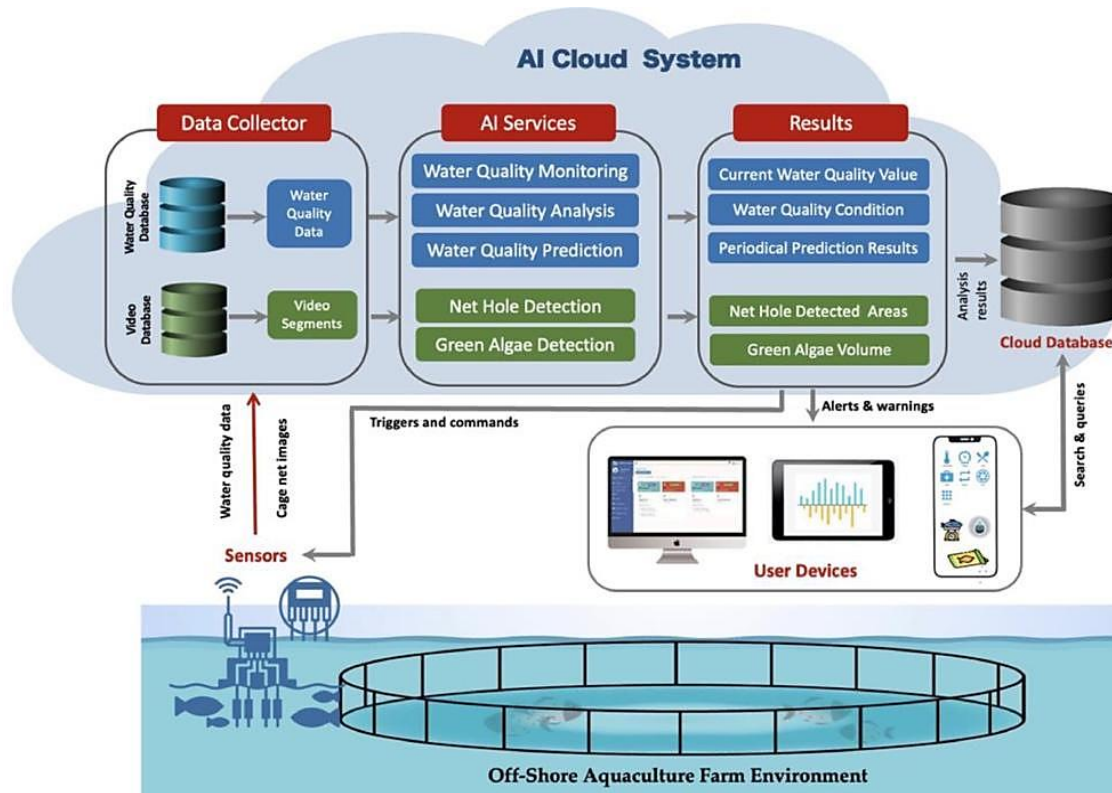 AI Cloud System
Data Collector
AI Services
Results
Water Quality
Database
Water
Quality
Data
Video
Database
Video
Segments
Water Quality Monitoring
Water Quality Analysis
Water Quality Prediction
Net Hole Detection
Green Algae Detection
Current Water Quality Value
Water Quality Condition
Periodical Prediction Results
Net Hole Detected Areas
Green Algae Volume
Analysis
results
Cloud Database
Water quality data
Cage net images
Triggers and commands
Alerts & warnings
Search & queries
Sensors
User Devices
Off-Shore Aquaculture Farm Environment